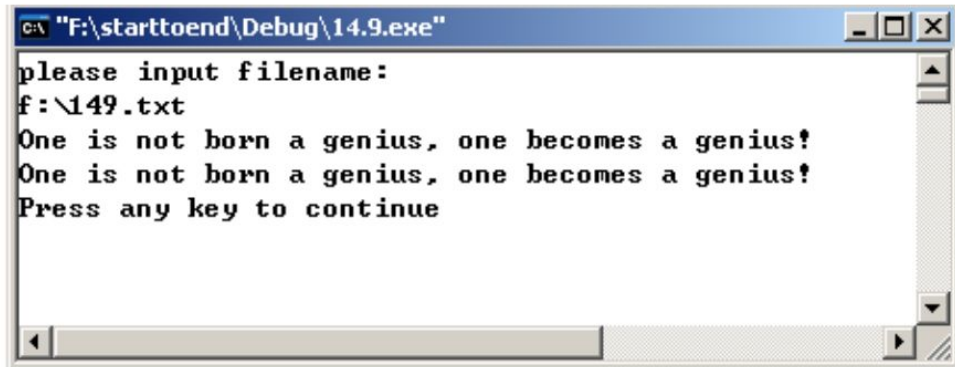 "F:\starttoend\Debug\14.9.exe"
please input filename:
f:\149.txt
One is not born a genius, one becomes a genius!
One is not born a genius, one becomes a genius!
Press any key to continue